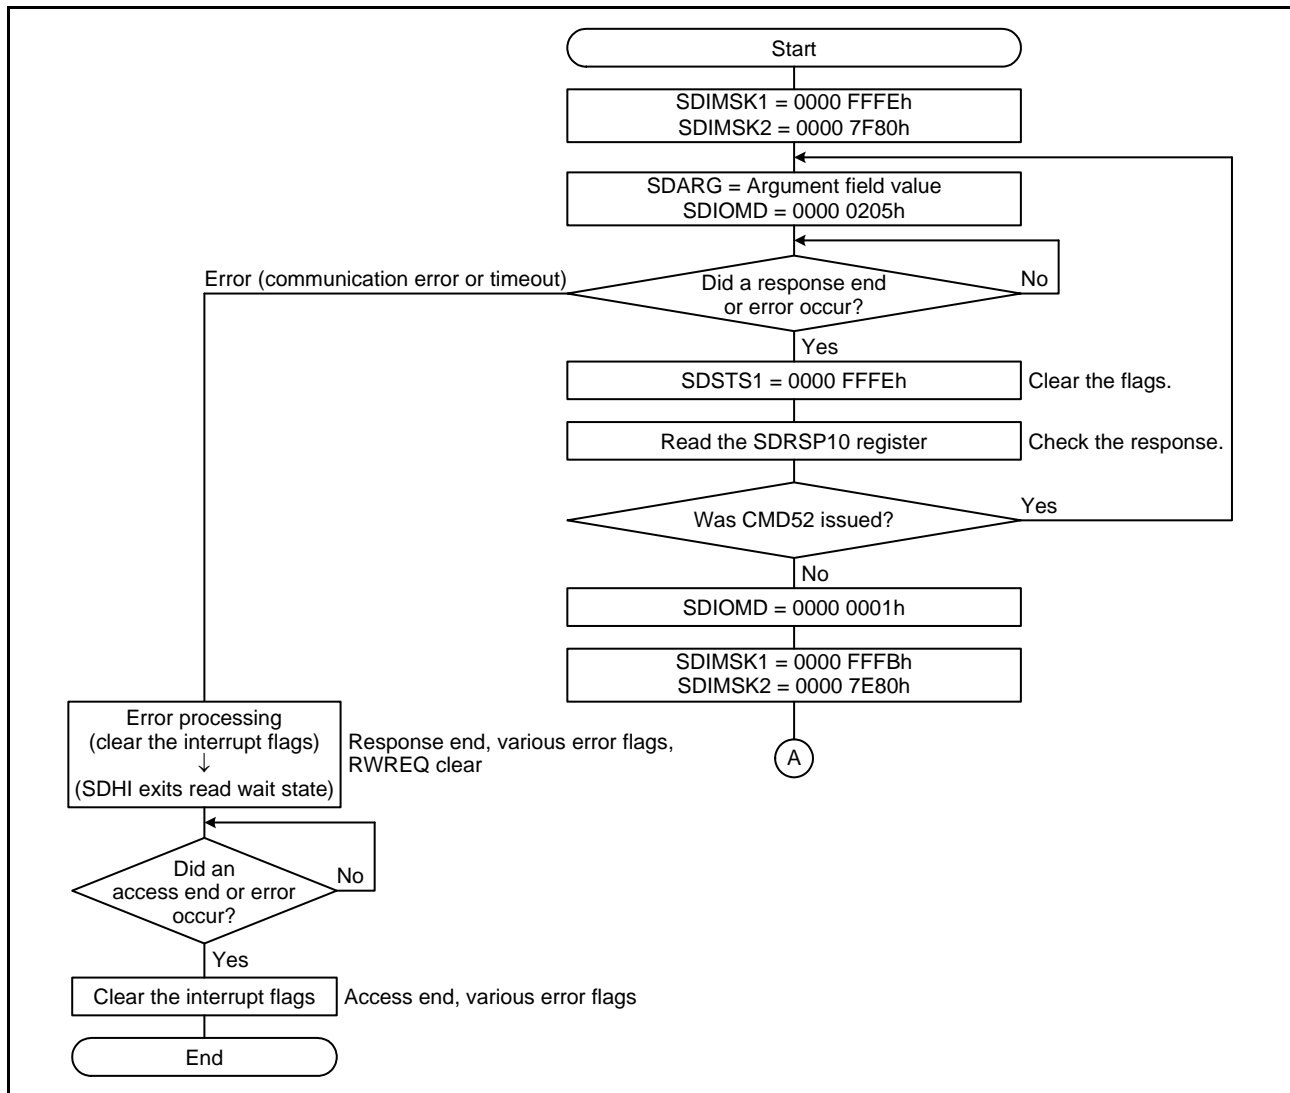 Start
SDIMSK1 = 0000 FFFEh
SDIMSK2 = 0000 7F80h
SDARG = Argument field value
SDIOMD = 0000 0205h
Error (communication error or timeout)
Did a response end
or error occur?
No
Yes
SDSTS1 = 0000 FFFEh
Clear the flags.
Read the SDRSP10 register
Check the response.
Was CMD52 issued?
Yes
No
SDIOMD = 0000 0001h
SDIMSK1 = 0000 FFFBh
SDIMSK2 = 0000 7E80h
A
Error processing
(clear the interrupt flags)
↓
(SDHI exits read wait state)
Response end, various error flags,
RWREQ clear
Did an
access end or error
occur?
No
Yes
Clear the interrupt flags
Access end, various error flags
End